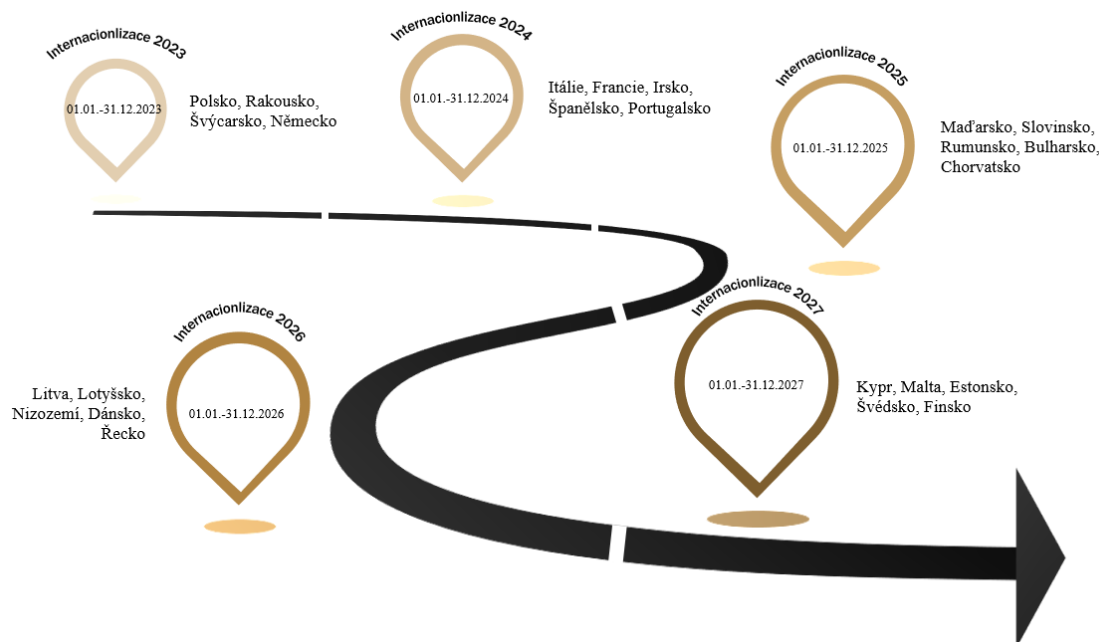 Internacionlizace 2023
01.01.-31.12.2023
Polsko, Rakousko,
Švýcarsko, Německo
Internacionlizace 2024
01.01.-31.12.2024
Itálie, Francie, Irsko,
Španělsko, Portugalsko
Internacionlizace 2025
01.01.-31.12.2025
Maďarsko, Slovinsko,
Rumunsko, Bulharsko,
Chorvatsko
Internacionlizace 2026
01.01.-31.12.2026
Litva, Lotyšsko,
Nizozemí, Dánsko,
Řecko
Internacionlizace 2027
01.01.-31.12.2027
Kypr, Malta, Estonsko,
Švédsko, Finsko